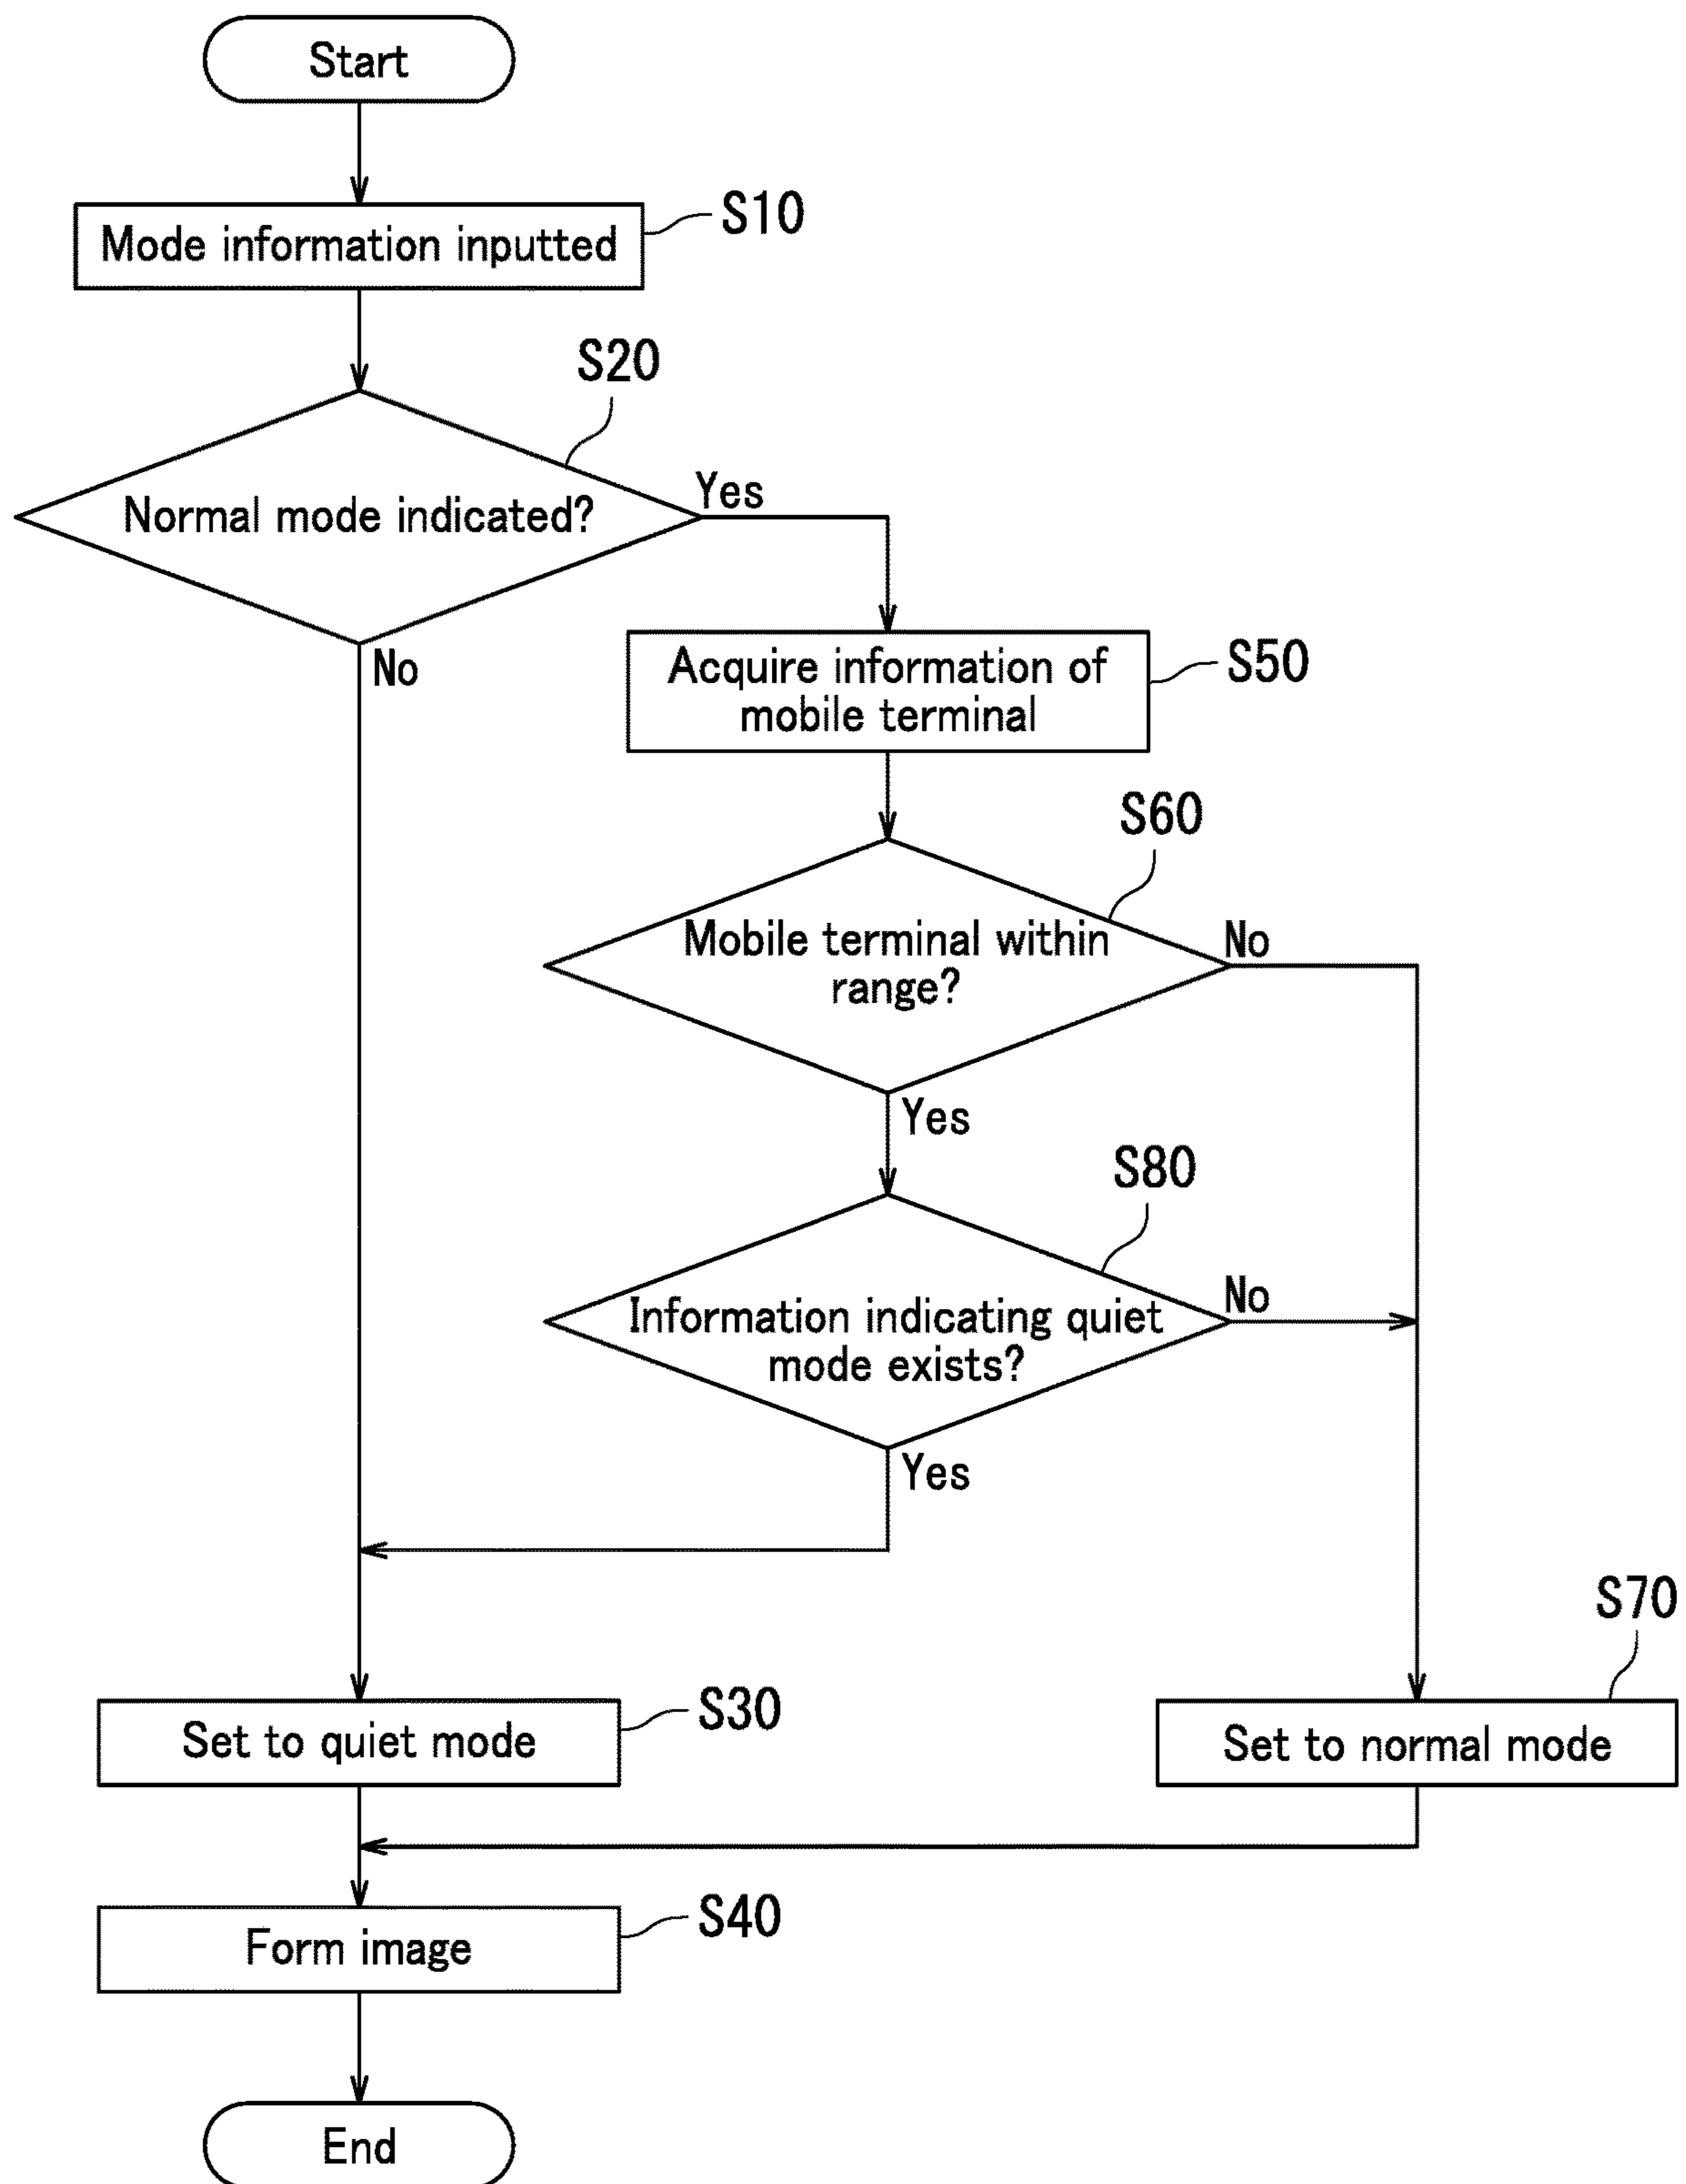 Start
Mode information inputted
S10
S20
Normal mode indicated?
Yes
No
Acquire information of
mobile terminal
S50
S60
Mobile terminal within
range?
No
Yes
S80
Information indicating quiet
mode exists?
No
Yes
S70
Set to quiet mode
S30
Set to normal mode
Form image
S40
End